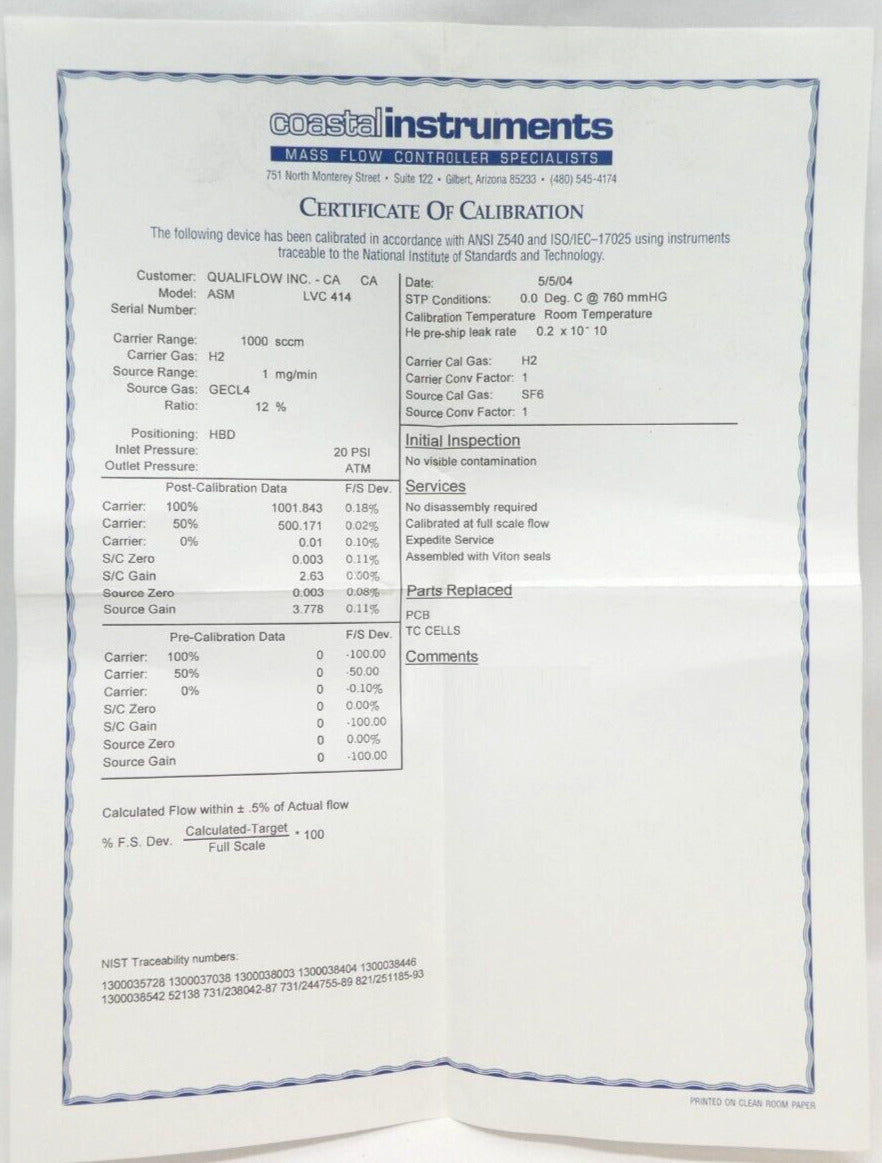 coastalinstruments
MASS FLOW CONTROLLER SPECIALISTS
751 North Monterey Street • Suite 122 • Gilbert, Arizona 85233 • (480) 545-4174
CERTIFICATE OF CALIBRATION
The following device has been calibrated in accordance with ANSI Z540 and ISO/IEC–17025 using instruments
traceable to the National Institute of Standards and Technology.
Customer: QUALIFLOW INC. - CA CA
Model: ASM LVC 414
Serial Number:
Carrier Range: 1000 sccm
Carrier Gas: H2
Source Range: 1 mg/min
Source Gas: GECL4
Ratio: 12 %
Positioning: HBD
Inlet Pressure: 20 PSI
Outlet Pressure: ATM
Post-Calibration Data F/S Dev.
Carrier: 100% 1001.843 0.18%
Carrier: 50% 500.171 0.02%
Carrier: 0% 0.01 0.10%
S/C Zero 0.003 0.11%
S/C Gain 2.63 0.00%
Source Zero 0.003 0.08%
Source Gain 3.778 0.11%
Pre-Calibration Data F/S Dev.
Carrier: 100% 0 -100.00
Carrier: 50% 0 -50.00
Carrier: 0% 0 -0.10%
S/C Zero 0 0.00%
S/C Gain 0 -100.00
Source Zero 0 0.00%
Source Gain 0 -100.00
Calculated Flow within ± .5% of Actual flow
% F.S. Dev. Calculated-Target * 100
Full Scale
NIST Traceability numbers:
1300035728 1300037038 1300038003 1300038404 1300038446
1300038542 52138 731/238042-87 731/244755-89 821/251185-93
Date: 5/5/04
STP Conditions: 0.0 Deg. C @ 760 mmHG
Calibration Temperature Room Temperature
He pre-ship leak rate 0.2 x 10- 10
Carrier Cal Gas: H2
Carrier Conv Factor: 1
Source Cal Gas: SF6
Source Conv Factor: 1
Initial Inspection
No visible contamination
Services
No disassembly required
Calibrated at full scale flow
Expedite Service
Assembled with Viton seals
Parts Replaced
PCB
TC CELLS
Comments
PRINTED ON CLEAN ROOM PAPER